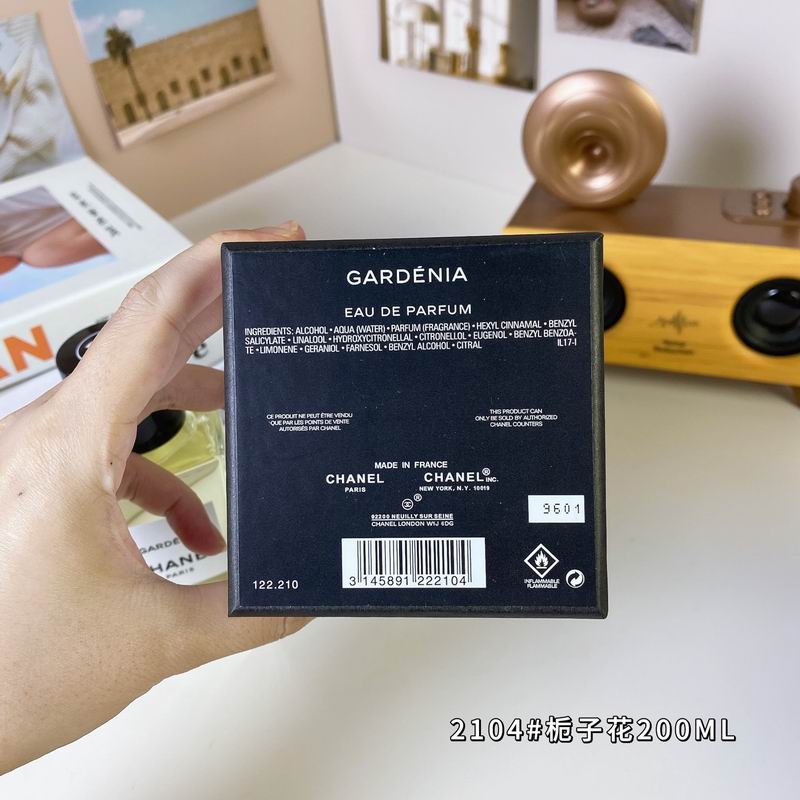 GARDÉNIA
EAU DE PARFUM
INGREDIENTS: ALCOHOL • AQUA (WATER) • PARFUM (FRAGRANCE) • HEXYL CINNAMAL • BENZYL
SALICYLATE • LINALOOL • HYDROXYCITRONELLAL • CITRONELLOL • EUGENOL • BENZYL BENZOA-
TE • LIMONENE • GERANIOL • FARNESOL • BENZYL ALCOHOL • CITRAL IL17-I
CE PRODUIT NE PEUT ÊTRE VENDU
QUE PAR LES POINTS DE VENTE
AUTORISÉS PAR CHANEL
THIS PRODUCT CAN
ONLY BE SOLD BY AUTHORIZED
CHANEL COUNTERS
MADE IN FRANCE
CHANEL
PARIS
CHANEL® INC.
NEW YORK, N.Y. 10019
®
92200 NEUILLY SUR SEINE
CHANEL LONDON W1J 6DG
9601
3 145891 222104
122.210
INFLAMMABLE
FLAMMABLE
AN
GARDÉ
HANE
PARIS
2104#栀子花200ML